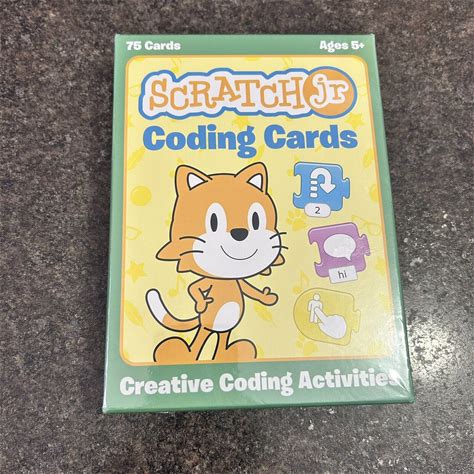 75 Cards Ages 5+
SCRATCH jr
Coding Cards
2
hi
Creative Coding Activities